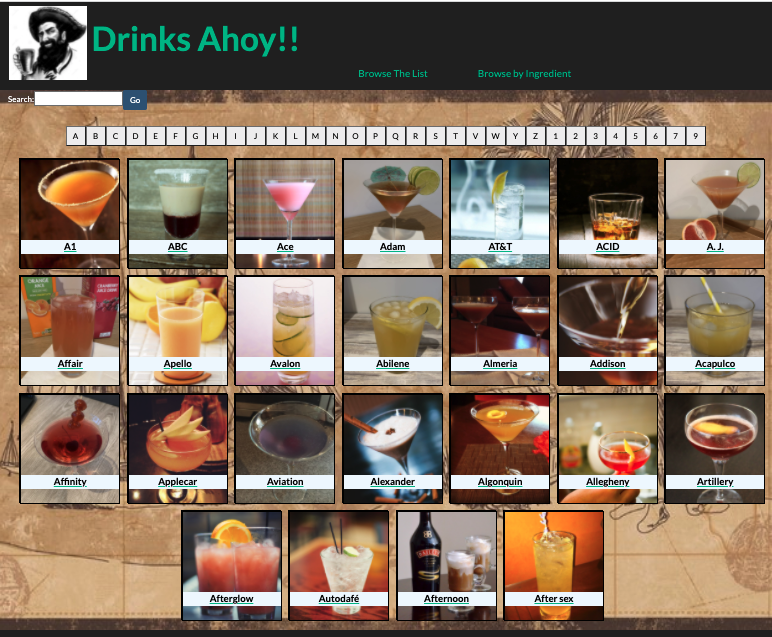 Drinks Ahoy!!
Browse The List Browse by Ingredient
Search: Go
A B C D E F G H I J K L M N O P Q R S T V W Y Z 1 2 3 4 5 6 7 9
A1 ABC Ace Adam AT&T ACID A. J.
Affair Apello Avalon Abilene Almeria Addison Acapulco
Affinity Applecar Aviation Alexander Algonquin Allegheny Artillery
Afterglow Autodafé Afternoon After sex